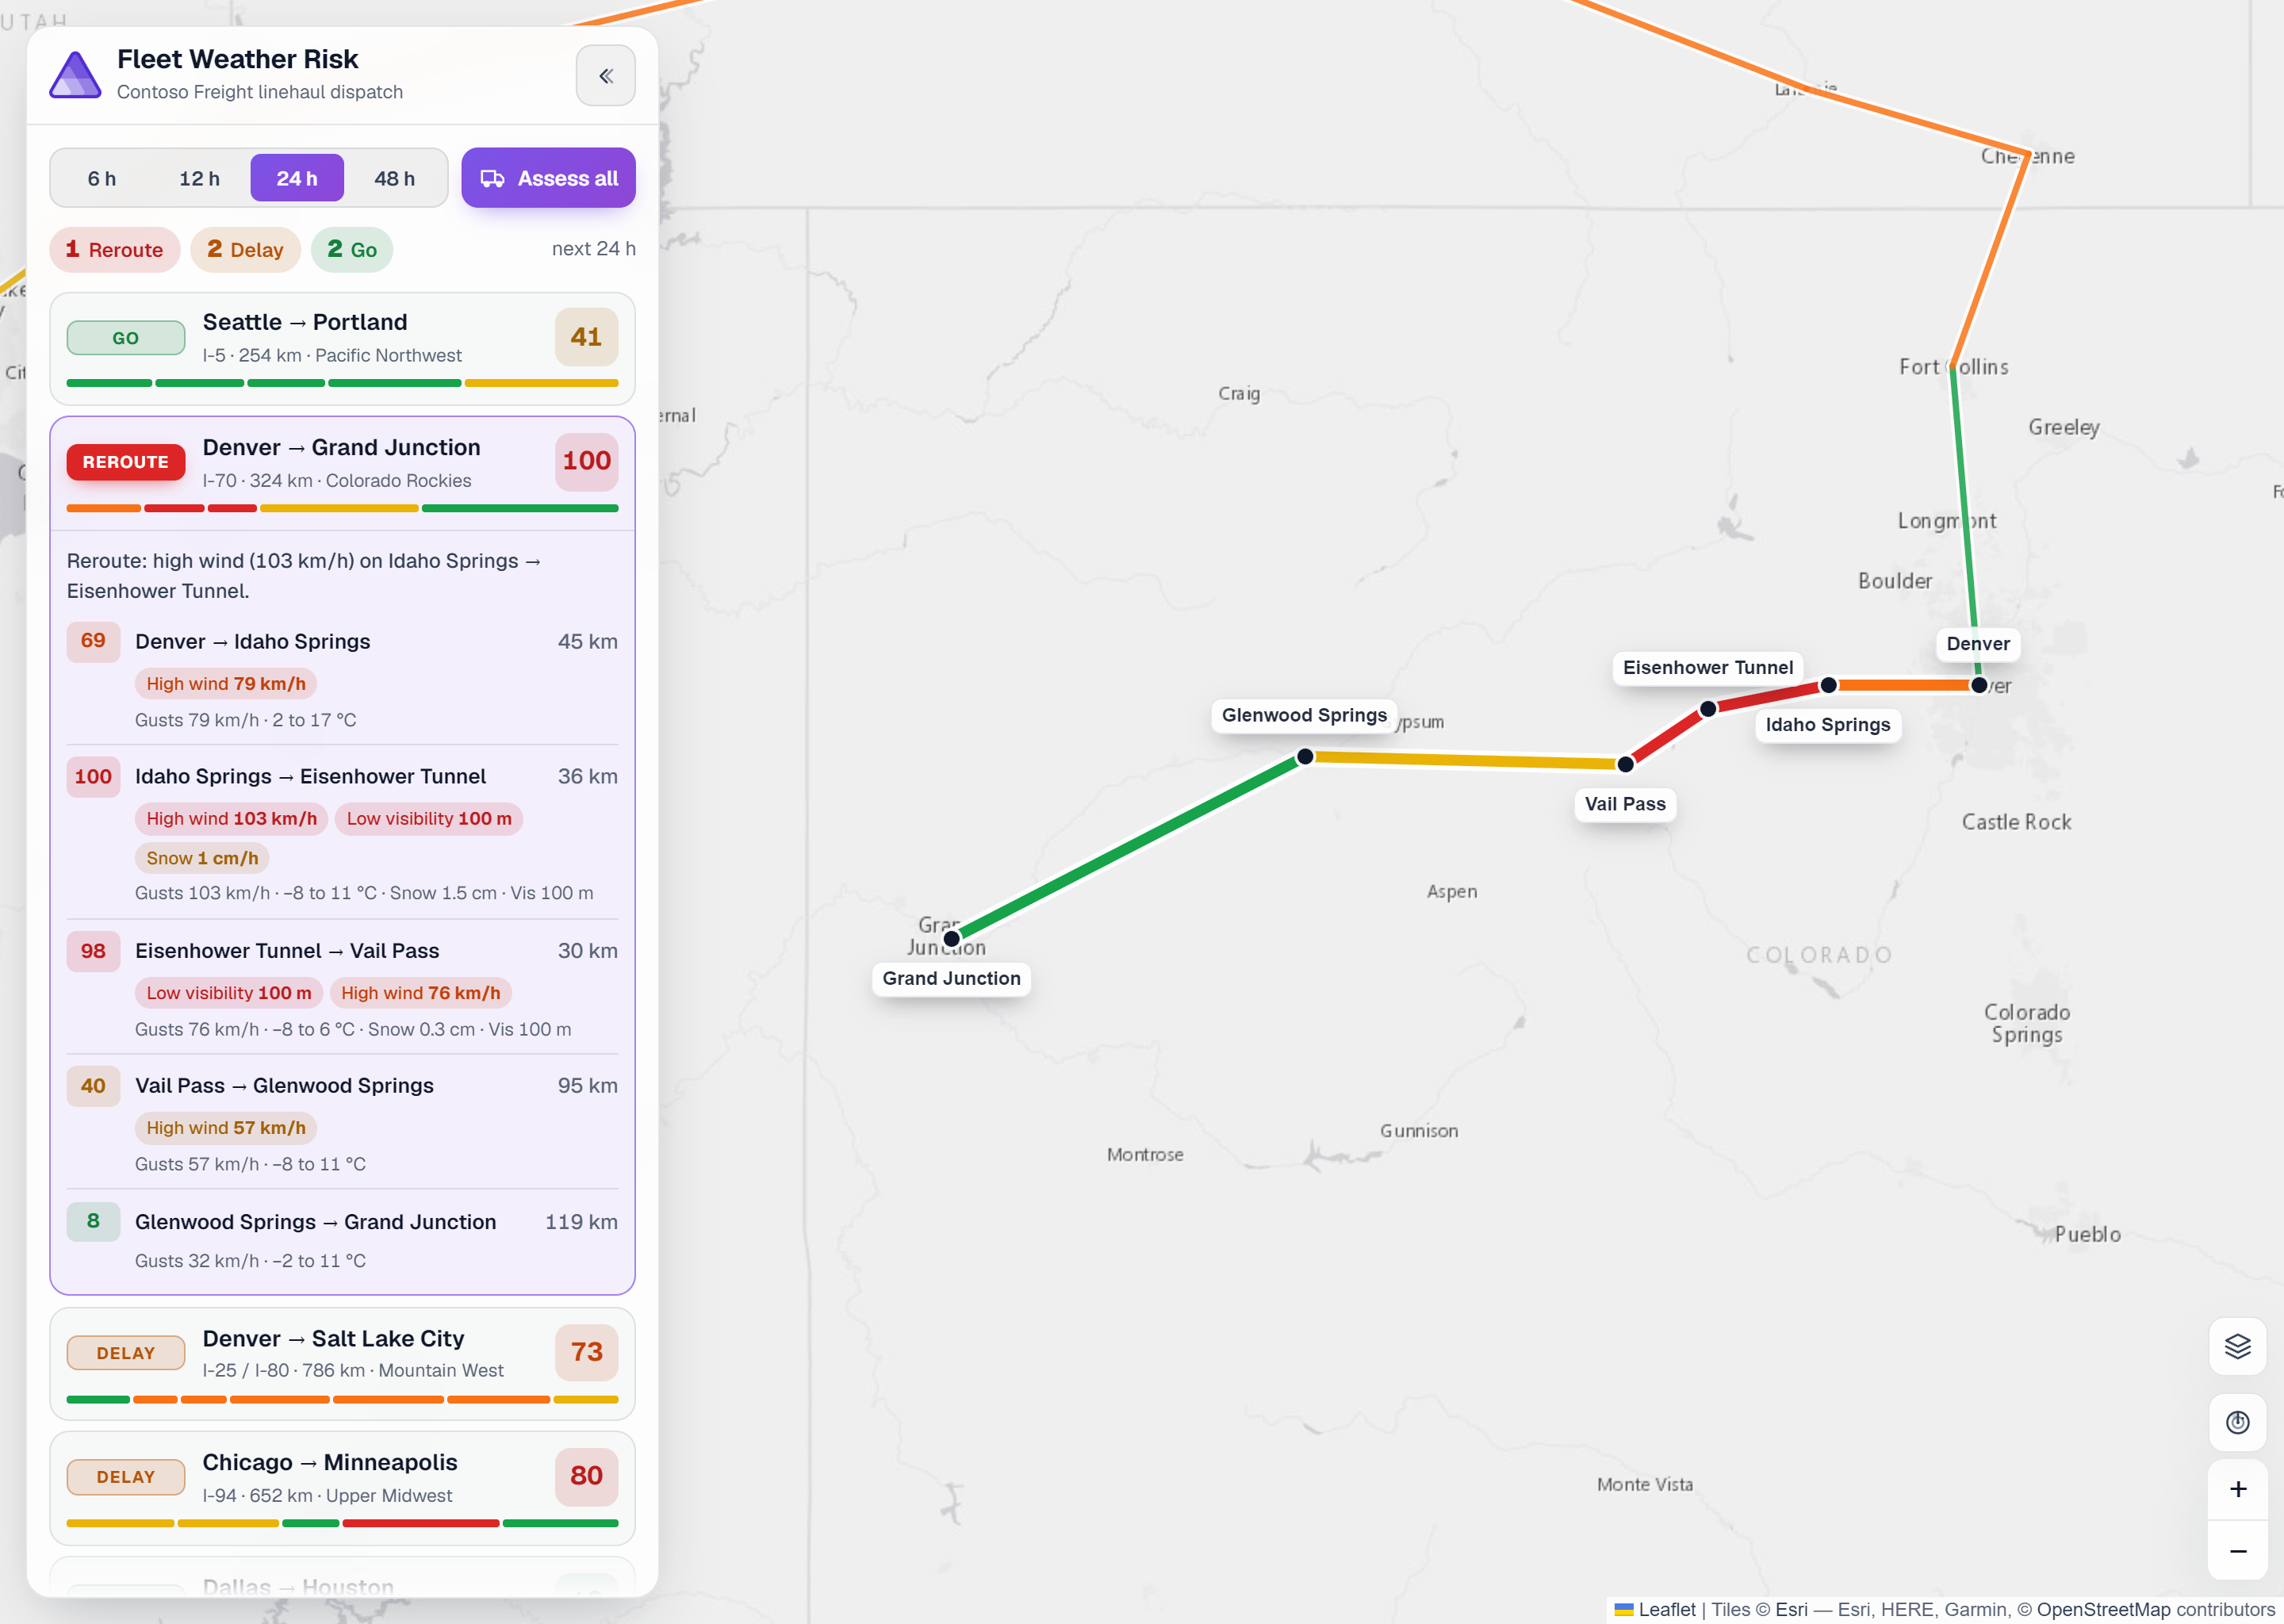 UTAH
Fleet Weather Risk
Contoso Freight linehaul dispatch
6 h
12 h
24 h
48 h
Assess all
1 Reroute
2 Delay
2 Go
next 24 h
GO
Seattle → Portland
I-5 · 254 km · Pacific Northwest
41
REROUTE
Denver → Grand Junction
I-70 · 324 km · Colorado Rockies
100
Reroute: high wind (103 km/h) on Idaho Springs →
Eisenhower Tunnel.
69
Denver → Idaho Springs
45 km
High wind 79 km/h
Gusts 79 km/h · 2 to 17 °C
100
Idaho Springs → Eisenhower Tunnel
36 km
High wind 103 km/h
Low visibility 100 m
Snow 1 cm/h
Gusts 103 km/h · −8 to 11 °C · Snow 1.5 cm · Vis 100 m
98
Eisenhower Tunnel → Vail Pass
30 km
Low visibility 100 m
High wind 76 km/h
Gusts 76 km/h · −8 to 6 °C · Snow 0.3 cm · Vis 100 m
40
Vail Pass → Glenwood Springs
95 km
High wind 57 km/h
Gusts 57 km/h · −8 to 11 °C
8
Glenwood Springs → Grand Junction
119 km
Gusts 32 km/h · −2 to 11 °C
DELAY
Denver → Salt Lake City
I-25 / I-80 · 786 km · Mountain West
73
DELAY
Chicago → Minneapolis
I-94 · 652 km · Upper Midwest
80
Dallas → Houston
Cheyenne
Fort Collins
Craig
Greeley
Longmont
Boulder
Denver
Eisenhower Tunnel
Idaho Springs
Glenwood Springs
Vail Pass
Castle Rock
Aspen
Junction
Grand Junction
COLORADO
Colorado
Springs
Gunnison
Montrose
Pueblo
Monte Vista
+
−
Leaflet | Tiles © Esri — Esri, HERE, Garmin, © OpenStreetMap contributors